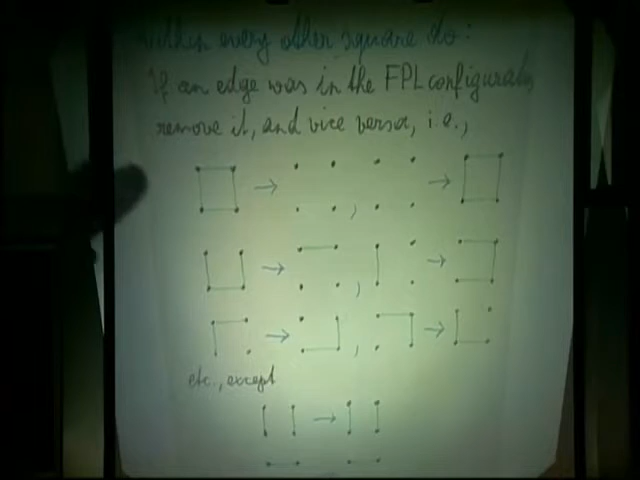 Within every other square do:
If an edge was in the FPL configuration,
remove it, and vice versa, i.e.,
→ , →
→ , →
→ , →
etc., except
→